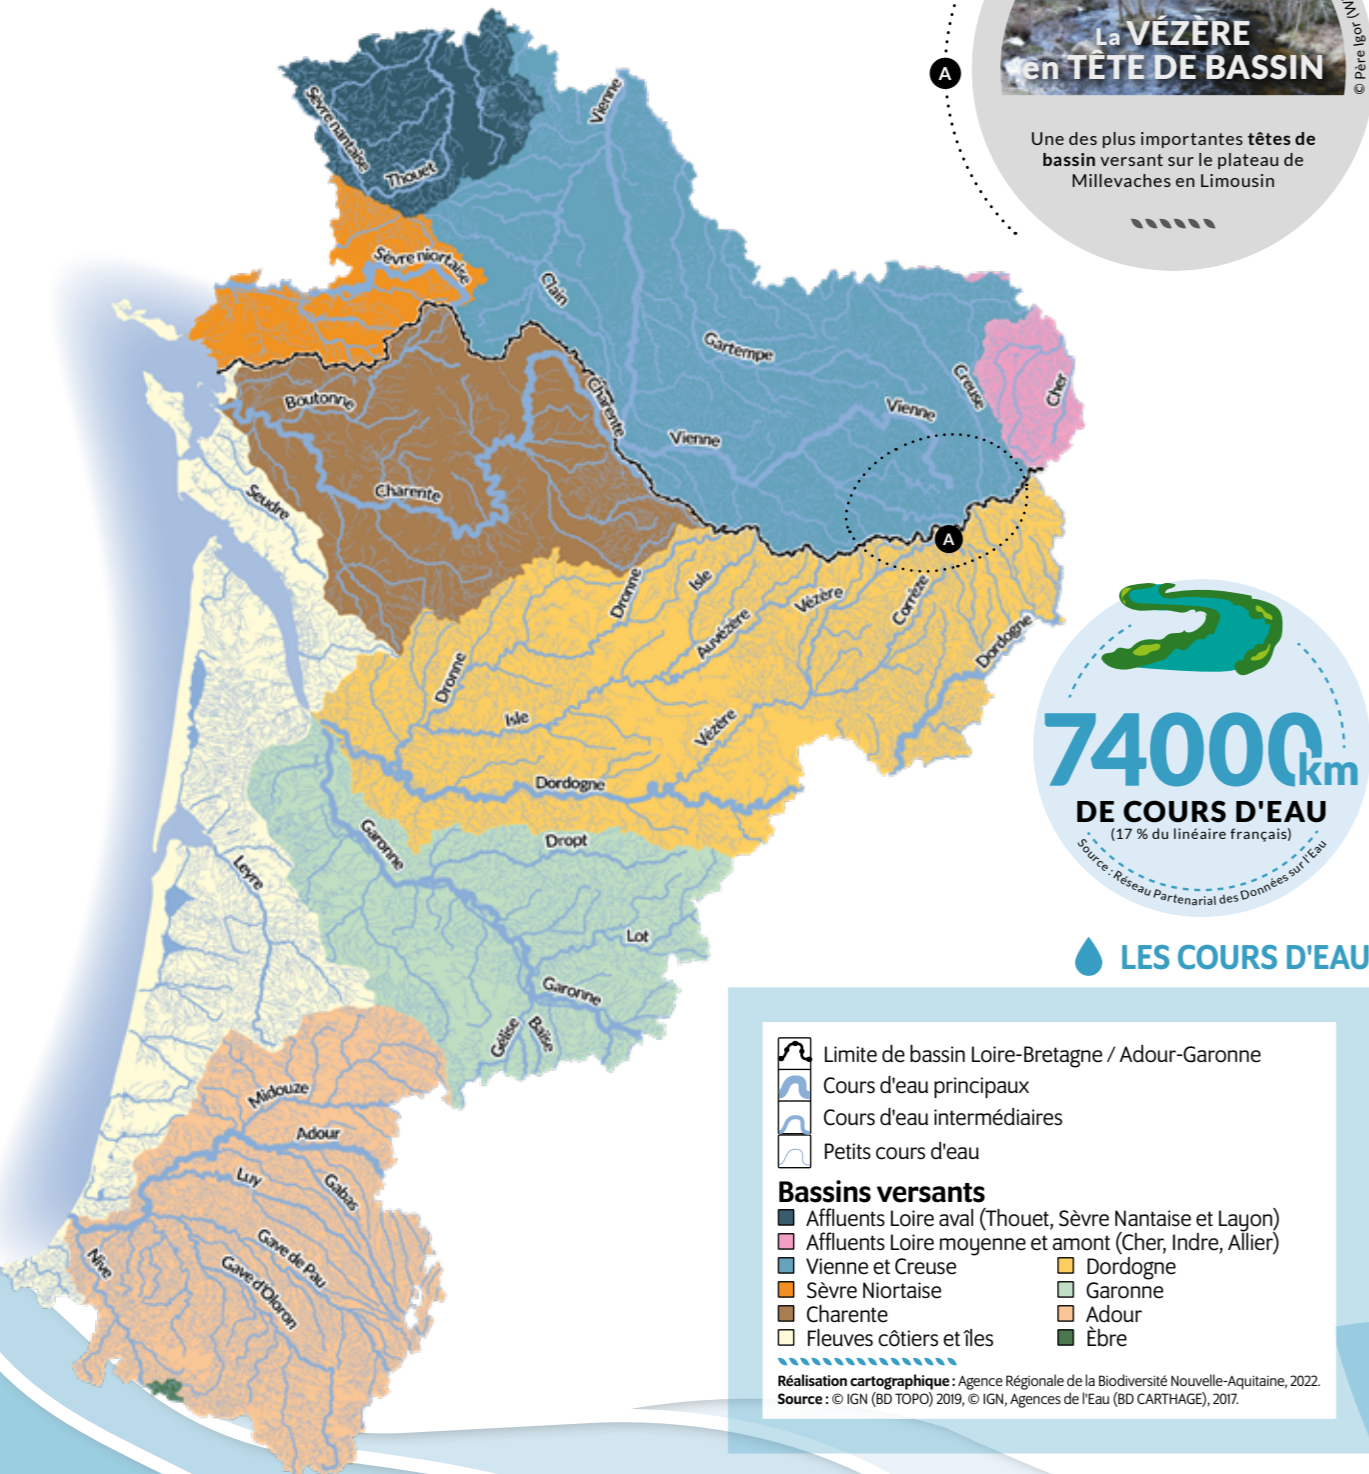 La VÉZÈRE
en TÊTE DE BASSIN
© Père Igor
A
Une des plus importantes têtes de
bassin versant sur le plateau de
Millevaches en Limousin
Sèvre nantaise
Thouet
Vienne
Sèvre niortaise
Clain
Gartempe
Creuse
Cher
Boutonne
Charente
Vienne
Vienne
Charente
Seudre
A
Dronne
Isle
Auvézère
Vézère
Corrèze
Dordogne
Dronne
Isle
Vézère
Dordogne
74000 km
DE COURS D'EAU
(17 % du linéaire français)
Source : Réseau Partenarial des Données sur l'Eau
Garonne
Dropt
Leyre
Lot
Garonne
Gélise
Baïse
LES COURS D'EAU
Midouze
Adour
Luy
Gabas
Nive
Gave de Pau
Gave d'Oloron
Limite de bassin Loire-Bretagne / Adour-Garonne
Cours d'eau principaux
Cours d'eau intermédiaires
Petits cours d'eau
Bassins versants
Affluents Loire aval (Thouet, Sèvre Nantaise et Layon)
Affluents Loire moyenne et amont (Cher, Indre, Allier)
Vienne et Creuse
Sèvre Niortaise
Charente
Fleuves côtiers et îles
Dordogne
Garonne
Adour
Èbre
Réalisation cartographique : Agence Régionale de la Biodiversité Nouvelle-Aquitaine, 2022.
Source : © IGN (BD TOPO) 2019, © IGN, Agences de l'Eau (BD CARTHAGE), 2017.